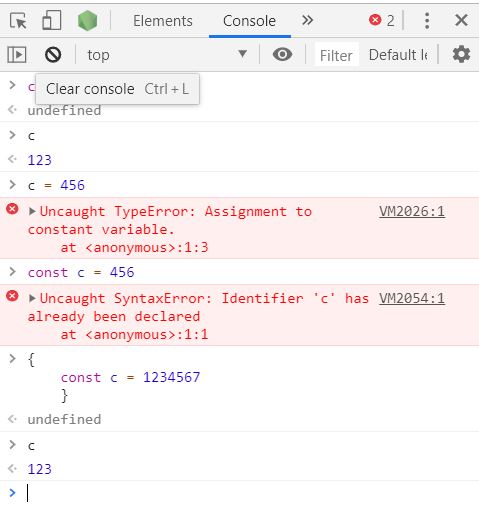 Elements Console » 2
top Filter Default le
c
Clear console Ctrl+L
undefined
c
123
c = 456
Uncaught TypeError: Assignment to VM2026:1
constant variable.
at <anonymous>:1:3
const c = 456
Uncaught SyntaxError: Identifier 'c' has VM2054:1
already been declared
at <anonymous>:1:1
{
const c = 1234567
}
undefined
c
123